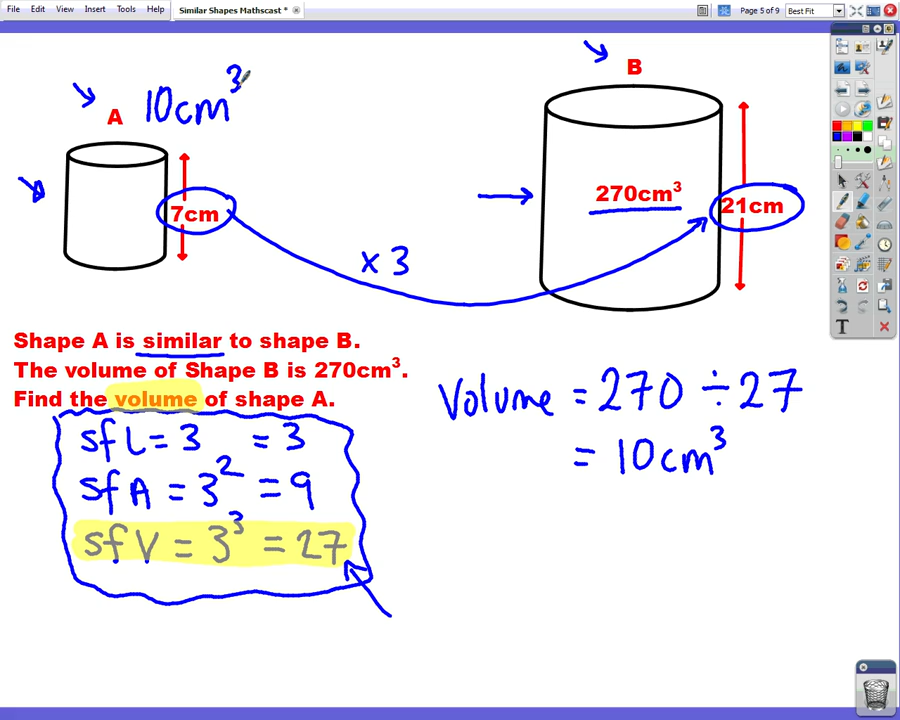 File Edit View Insert Tools Help Similar Shapes Mathscast * Page 5 of 9 Best Fit
A 10cm³
B
7cm
270cm³
21cm
x 3
Shape A is similar to shape B.
The volume of Shape B is 270cm³.
Find the volume of shape A.
sf L = 3 = 3
sf A = 3² = 9
sf V = 3³ = 27
Volume = 270 ÷ 27
= 10cm³
T